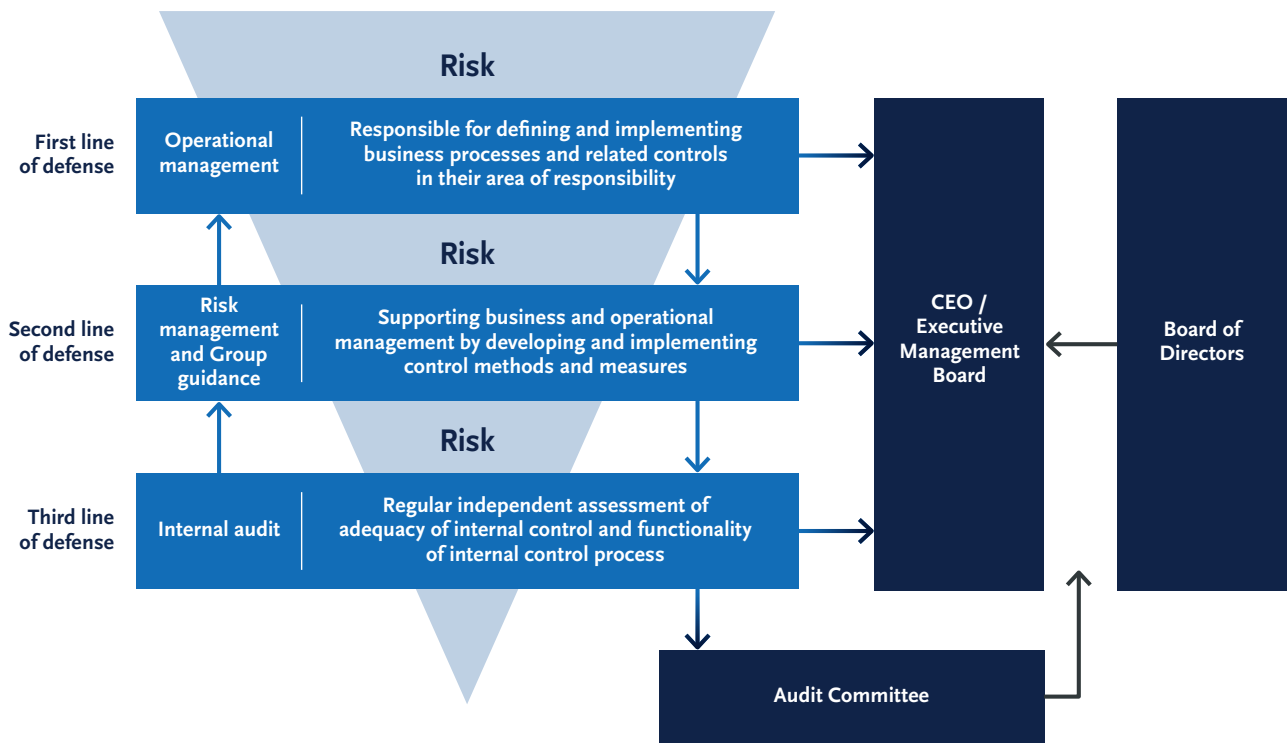 Risk
First line
of defense
Operational
management
Responsible for defining and implementing
business processes and related controls
in their area of responsibility
Risk
Second line
of defense
Risk
management
and Group
guidance
Supporting business and operational
management by developing and implementing
control methods and measures
Risk
Third line
of defense
Internal audit
Regular independent assessment of
adequacy of internal control and functionality
of internal control process
CEO /
Executive
Management
Board
Board of
Directors
Audit Committee